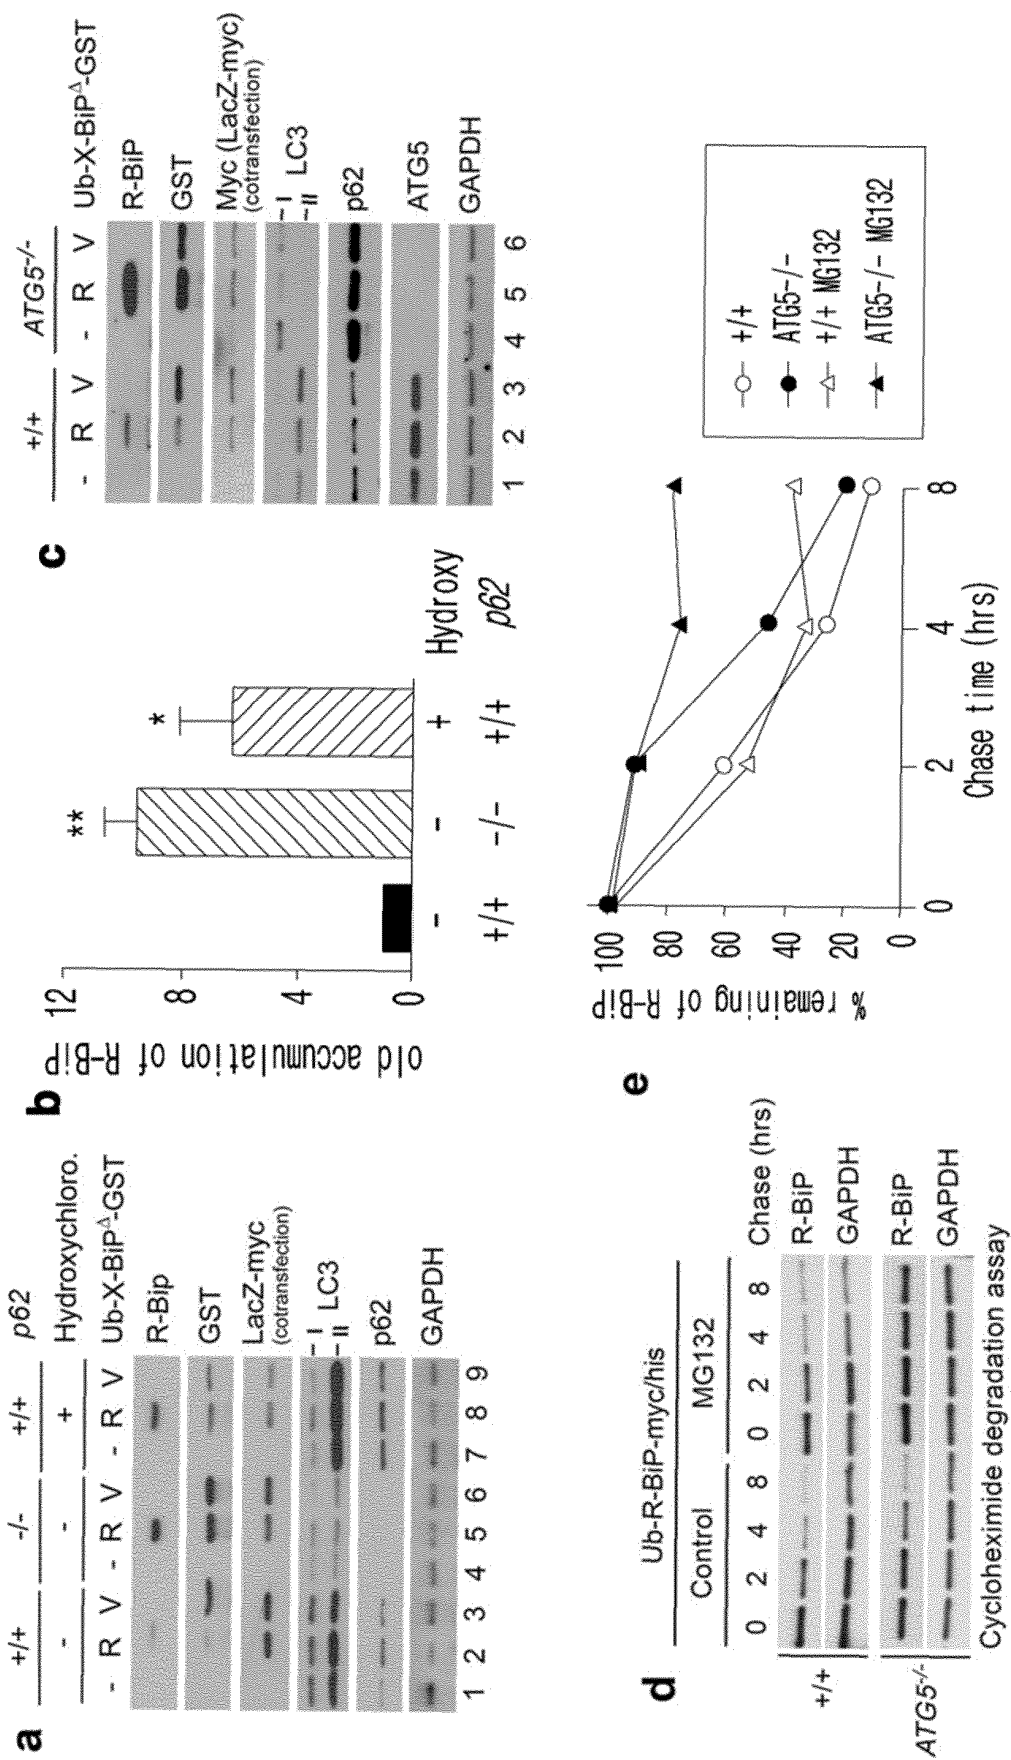 a
+/+ -/- +/+ p62
- - + Hydroxychloro.
- R V - R V - R V Ub-X-BiPΔ-GST
R-Bip
GST
LacZ-myc
(cotransfection)
I
II
LC3
p62
GAPDH
1 2 3 4 5 6 7 8 9
b
old accumulation of R-BiP
12
8
4
0
**
*
- - + Hydroxy
+/+ -/- +/+ p62
c
+/+ ATG5-/-
- R V - R V Ub-X-BiPΔ-GST
R-BiP
GST
Myc (LacZ-myc)
(cotransfection)
I
II
LC3
p62
ATG5
GAPDH
1 2 3 4 5 6
d
Ub-R-BiP-myc/his
Control MG132
0 2 4 8 0 2 4 8 Chase (hrs)
+/+
R-BiP
GAPDH
ATG5-/-
R-BiP
GAPDH
Cycloheximide degradation assay
e
% remaining of R-BiP
100
80
60
40
20
0
0 2 4 8
Chase time (hrs)
+/+
ATG5-/-
+/+ MG132
ATG5-/- MG132